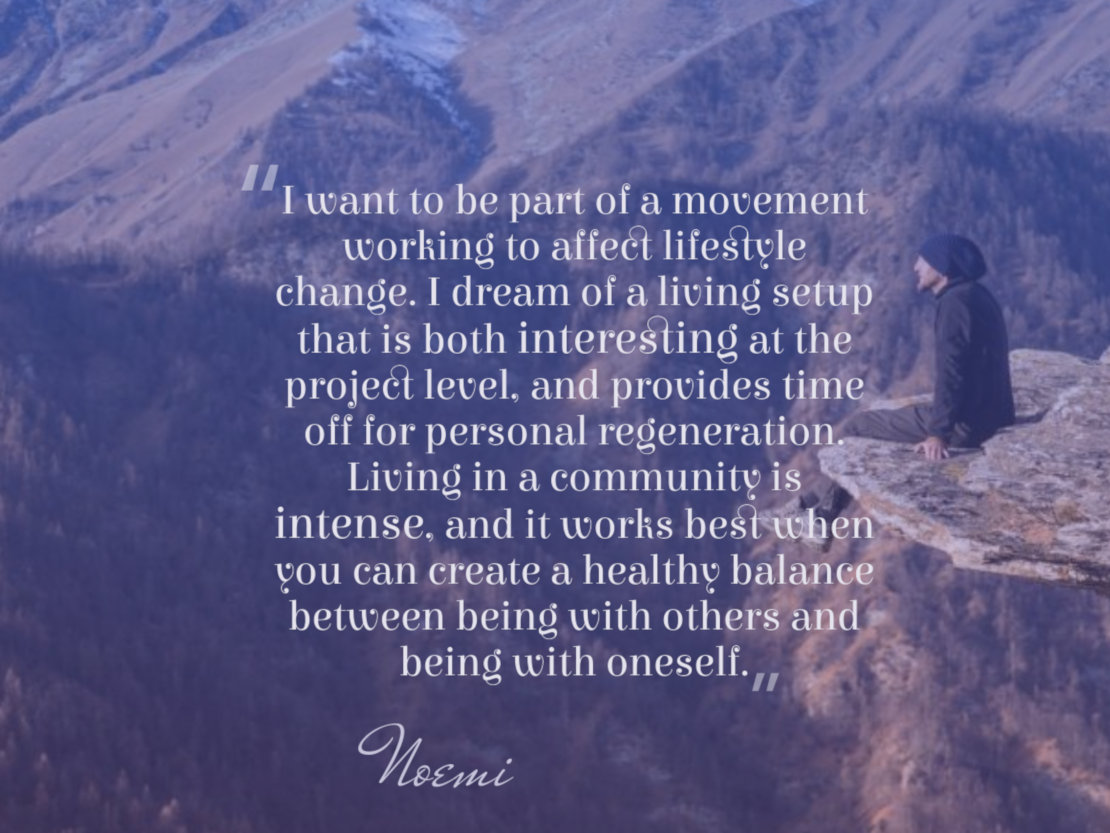 “I want to be part of a movement
working to affect lifestyle
change. I dream of a living setup
that is both interesting at the
project level, and provides time
off for personal regeneration.
Living in a community is
intense, and it works best when
you can create a healthy balance
between being with others and
being with oneself.”
Noemi